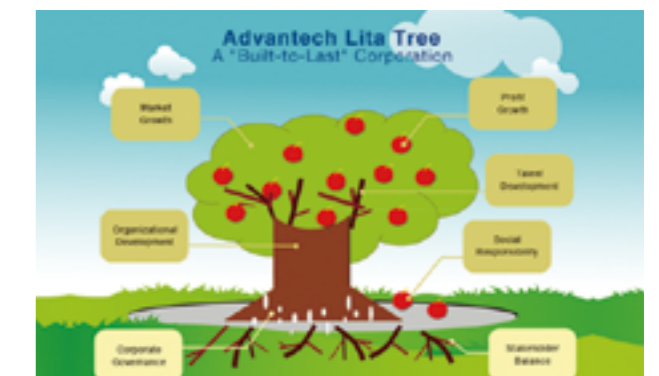 Advantech Lita Tree
A "Built-to-Last" Corporation
Market
Growth
Profit
Growth
Talent
Development
Organizational
Development
Social
Responsibility
Corporate
Governance
Stakeholder
Balance